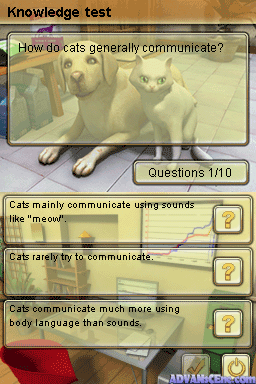 Knowledge test
How do cats generally communicate?
Questions 1/10
Cats mainly communicate using sounds
like "meow".
?
Cats rarely try to communicate.
?
Cats communicate much more using
body language than sounds.
?
ADVANsCEne.com